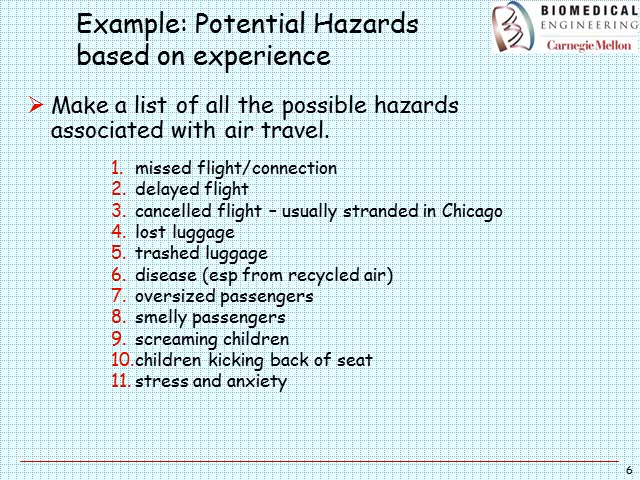 Example: Potential Hazards
based on experience
BIOMEDICAL
ENGINEERING
Carnegie Mellon
➢ Make a list of all the possible hazards
associated with air travel.
1. missed flight/connection
2. delayed flight
3. cancelled flight – usually stranded in Chicago
4. lost luggage
5. trashed luggage
6. disease (esp from recycled air)
7. oversized passengers
8. smelly passengers
9. screaming children
10.children kicking back of seat
11. stress and anxiety
6